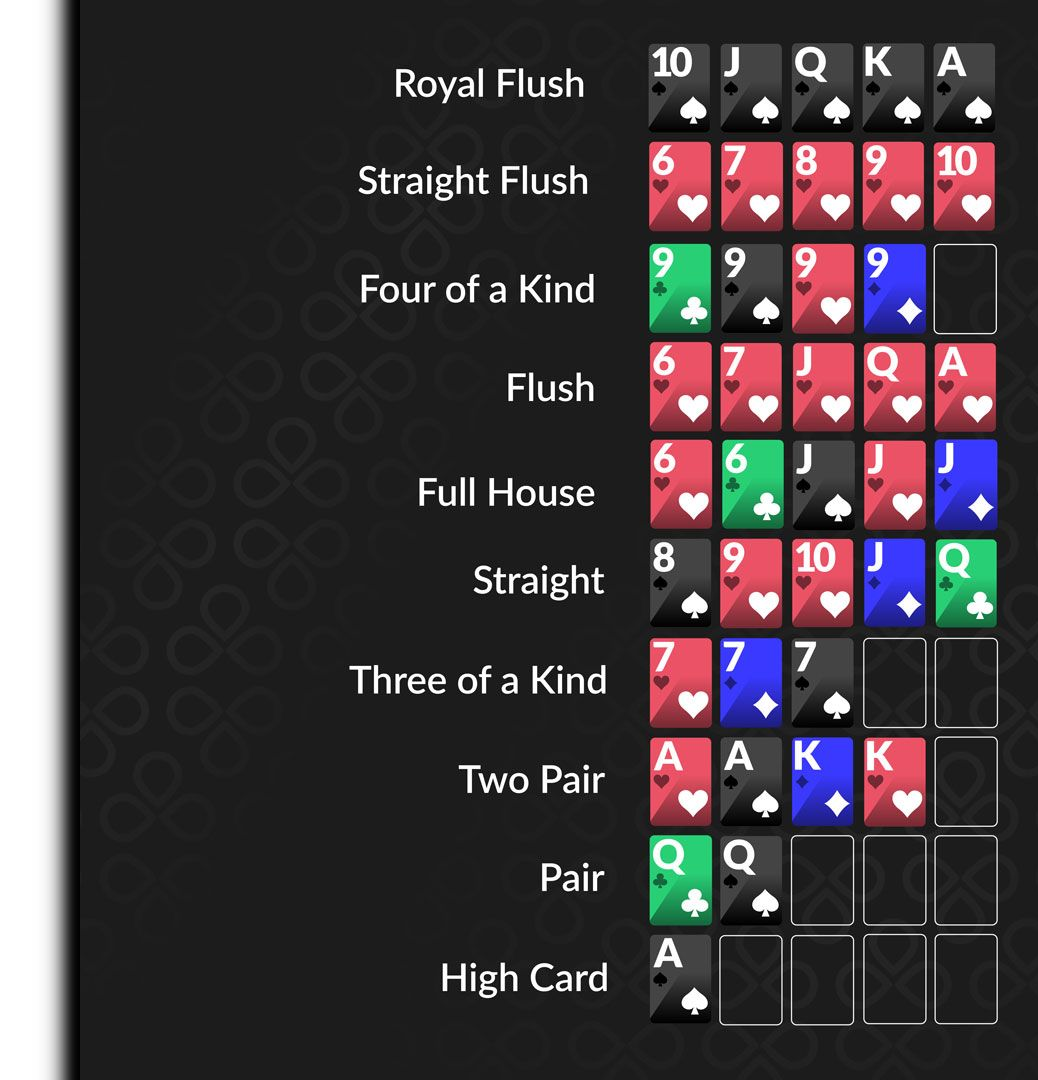 Royal Flush 10 J Q K A
Straight Flush 6 7 8 9 10
Four of a Kind 9 9 9 9
Flush 6 7 J Q A
Full House 6 6 J J J
Straight 8 9 10 J Q
Three of a Kind 7 7 7
Two Pair A A K K
Pair Q Q
High Card A